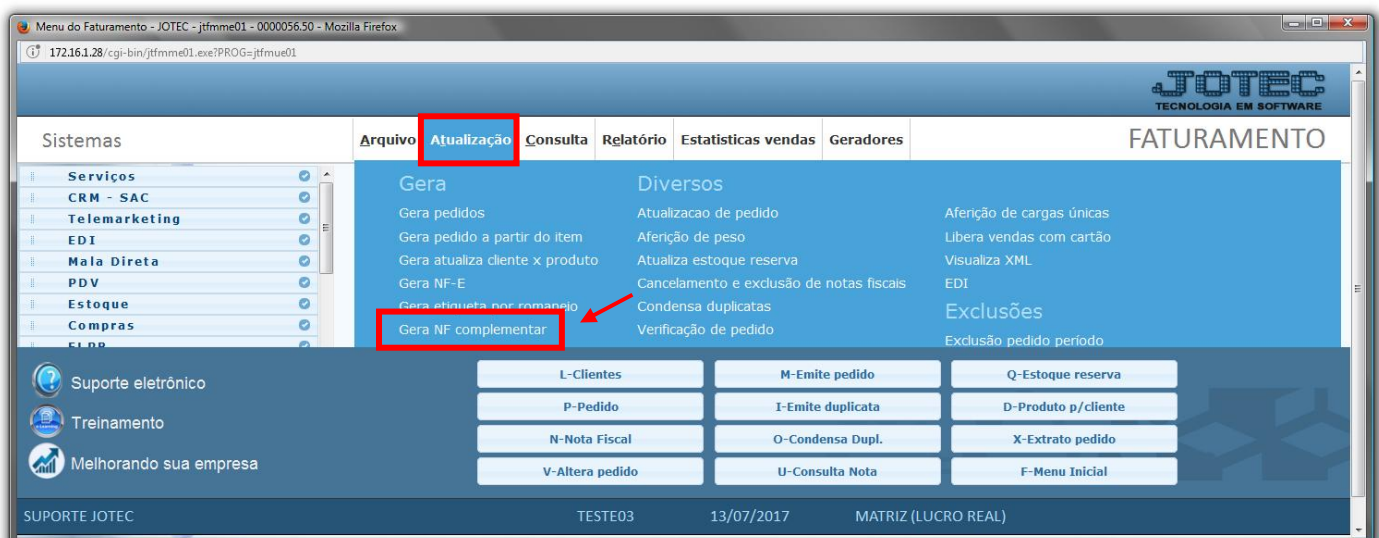 Menu do Faturamento - JOTEC - jtfmme01 - 0000056.50 - Mozilla Firefox
172.16.1.28/cgi-bin/jtfmme01.exe?PROG=jtfmue01
JOTEC
TECNOLOGIA EM SOFTWARE
Sistemas
Arquivo Atualização Consulta Relatório Estatisticas vendas Geradores
FATURAMENTO
Serviços
CRM - SAC
Telemarketing
EDI
Mala Direta
PDV
Estoque
Compras
Gera
Gera pedidos
Gera pedido a partir do item
Gera atualiza cliente x produto
Gera NF-E
Gera etiqueta por romaneio
Gera NF complementar
Diversos
Atualizacao de pedido
Aferição de peso
Atualiza estoque reserva
Cancelamento e exclusão de notas fiscais
Condensa duplicatas
Verificação de pedido
Aferição de cargas únicas
Libera vendas com cartão
Visualiza XML
EDI
Exclusões
Exclusão pedido período
Suporte eletrônico
Treinamento
Melhorando sua empresa
L-Clientes M-Emite pedido Q-Estoque reserva
P-Pedido I-Emite duplicata D-Produto p/cliente
N-Nota Fiscal O-Condensa Dupl. X-Extrato pedido
V-Altera pedido U-Consulta Nota F-Menu Inicial
SUPORTE JOTEC TESTE03 13/07/2017 MATRIZ (LUCRO REAL)